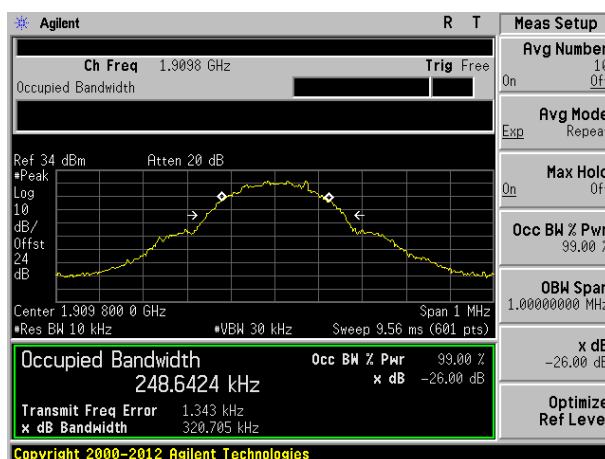 Agilent R T
Meas Setup
Ch Freq 1.9098 GHz Trig Free
Occupied Bandwidth
Avg Number
10
On Off
Avg Mode
Exp Repeat
Max Hold
On Off
Occ BW % Pwr
99.00 %
OBW Span
1.00000000 MHz
x dB
-26.00 dB
Optimize
Ref Level
Ref 34 dBm Atten 20 dB
#Peak
Log
10
dB/
Offst
24
dB
Center 1.909 800 0 GHz Span 1 MHz
#Res BW 10 kHz #VBW 30 kHz Sweep 9.56 ms (601 pts)
Occupied Bandwidth Occ BW % Pwr 99.00 %
248.6424 kHz x dB -26.00 dB
Transmit Freq Error 1.343 kHz
x dB Bandwidth 320.705 kHz
Copyright 2000-2012 Agilent Technologies